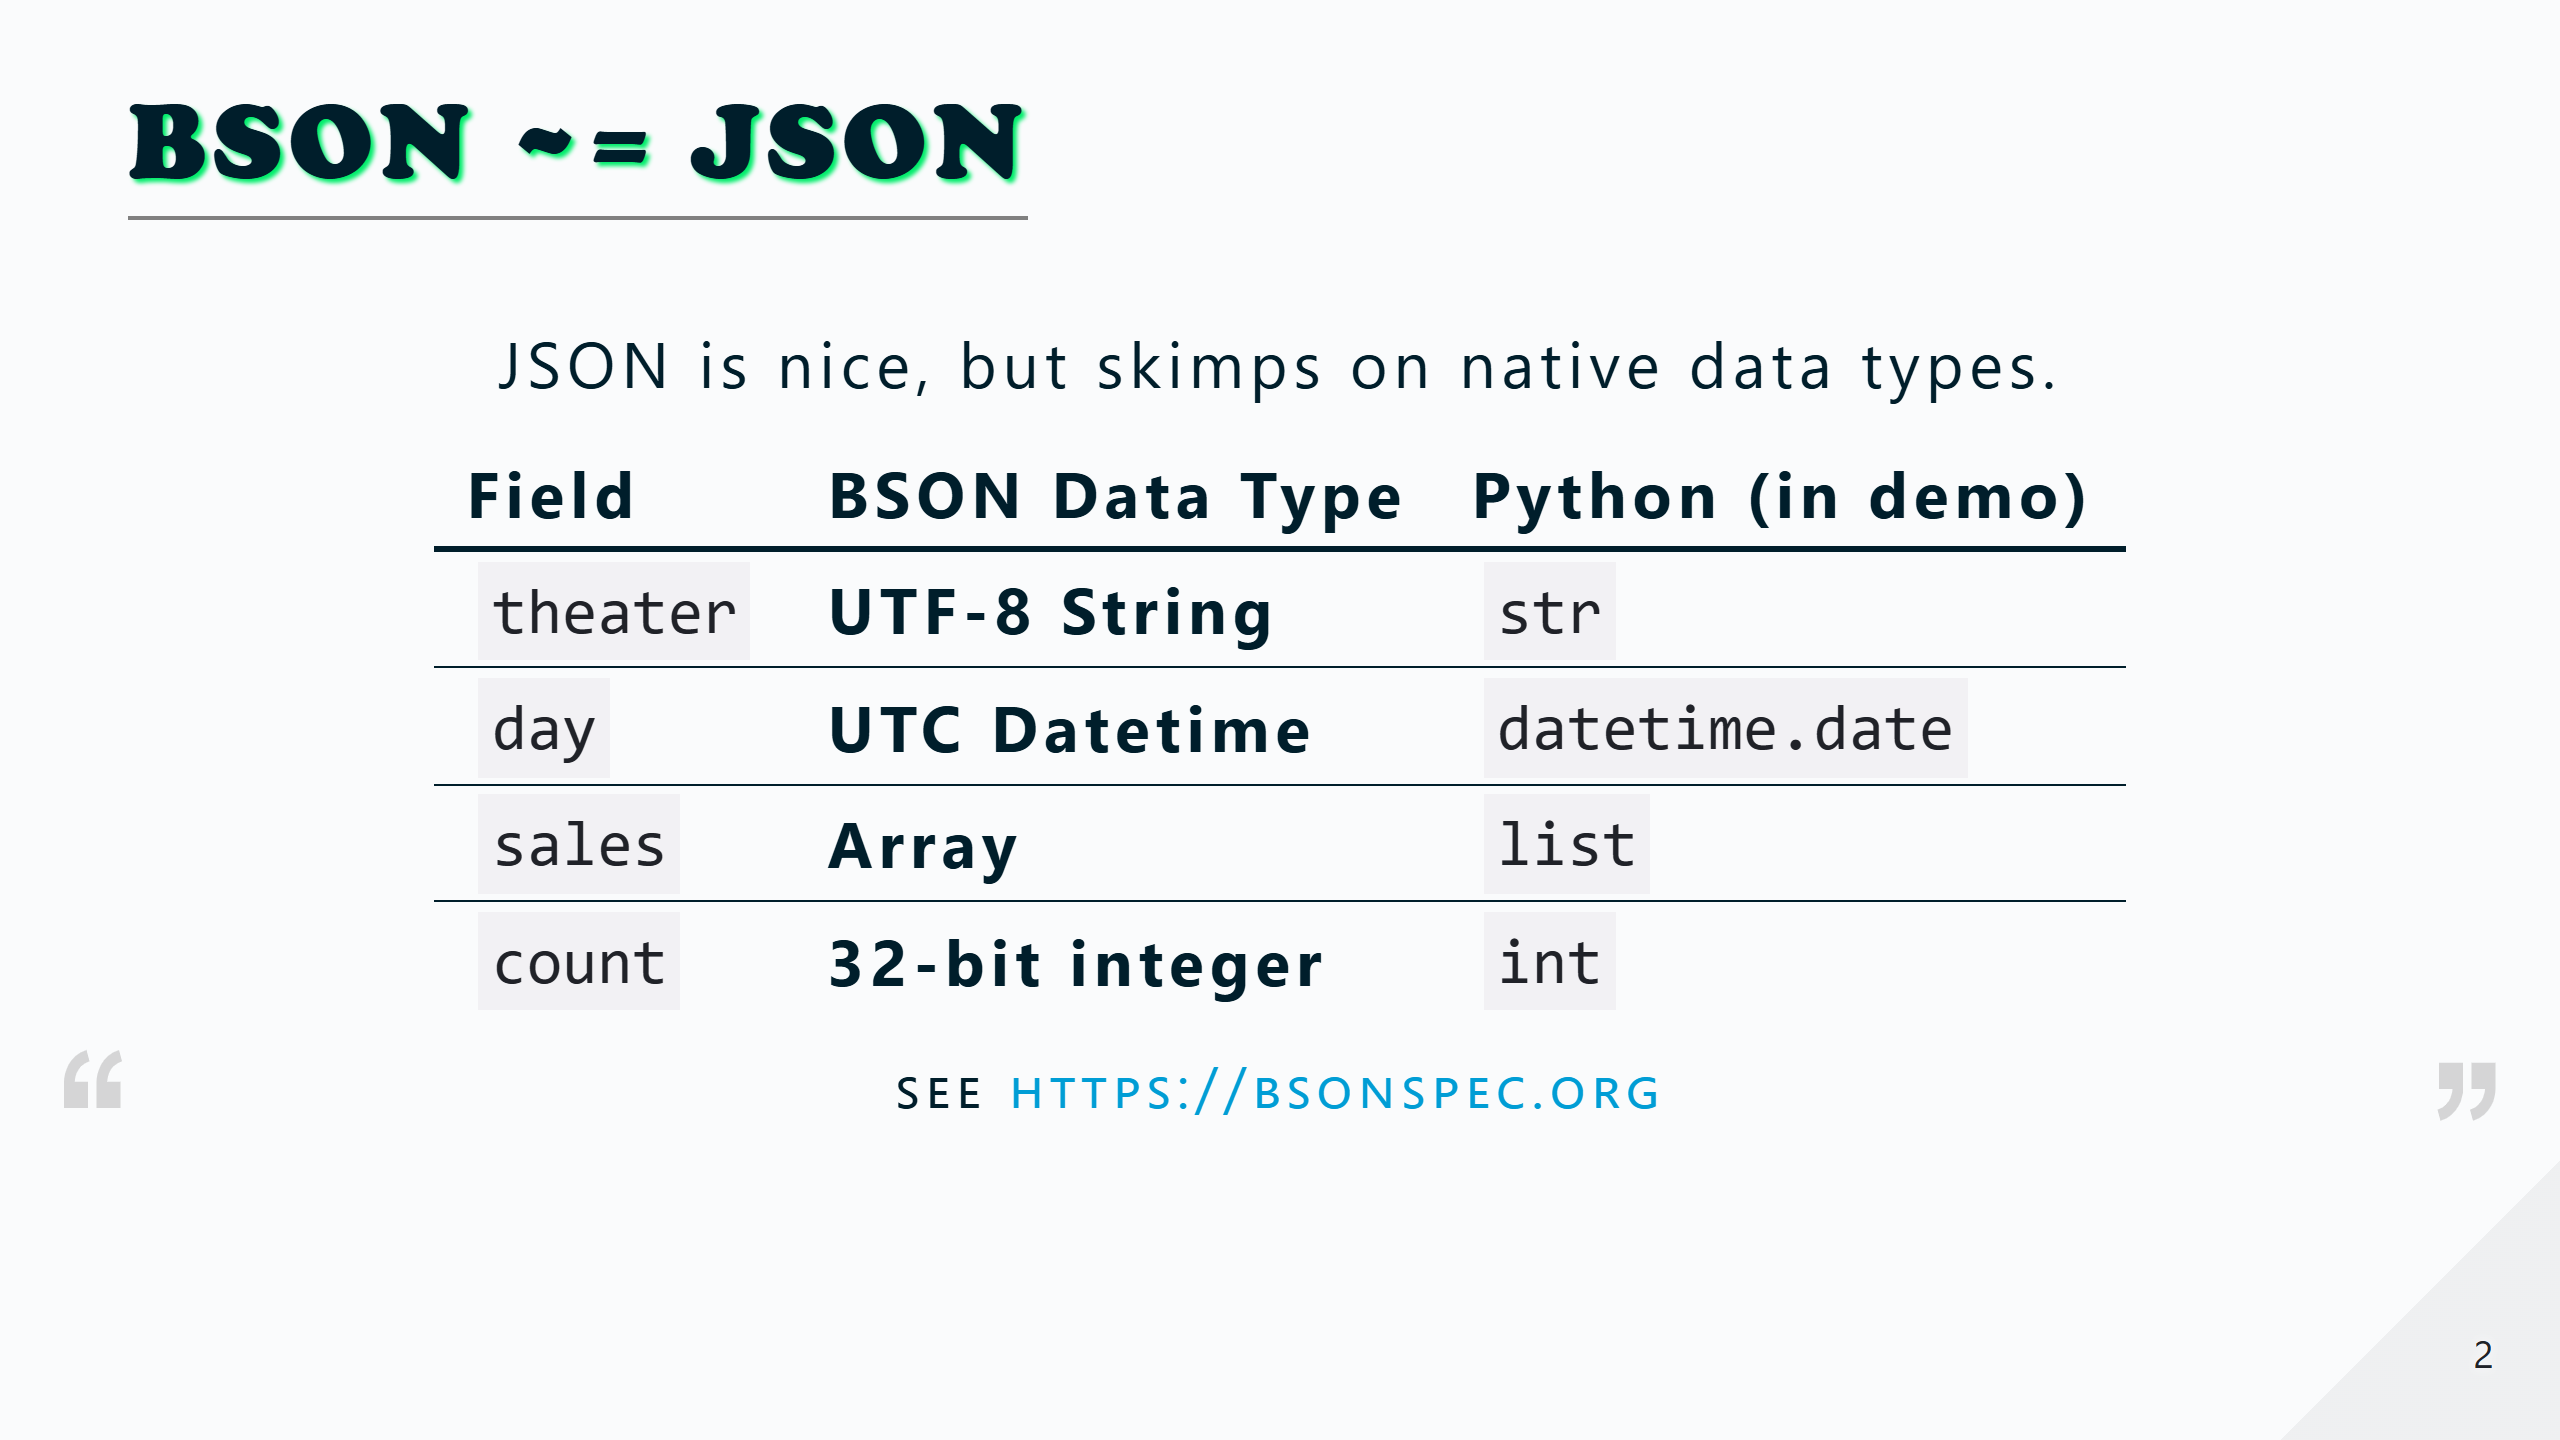 BSON ~= JSON
JSON is nice, but skimps on native data types.
Field BSON Data Type Python (in demo)
theater UTF-8 String str
day UTC Datetime datetime.date
sales Array list
count 32-bit integer int
“ SEE HTTPS://BSONSPEC.ORG ”
2